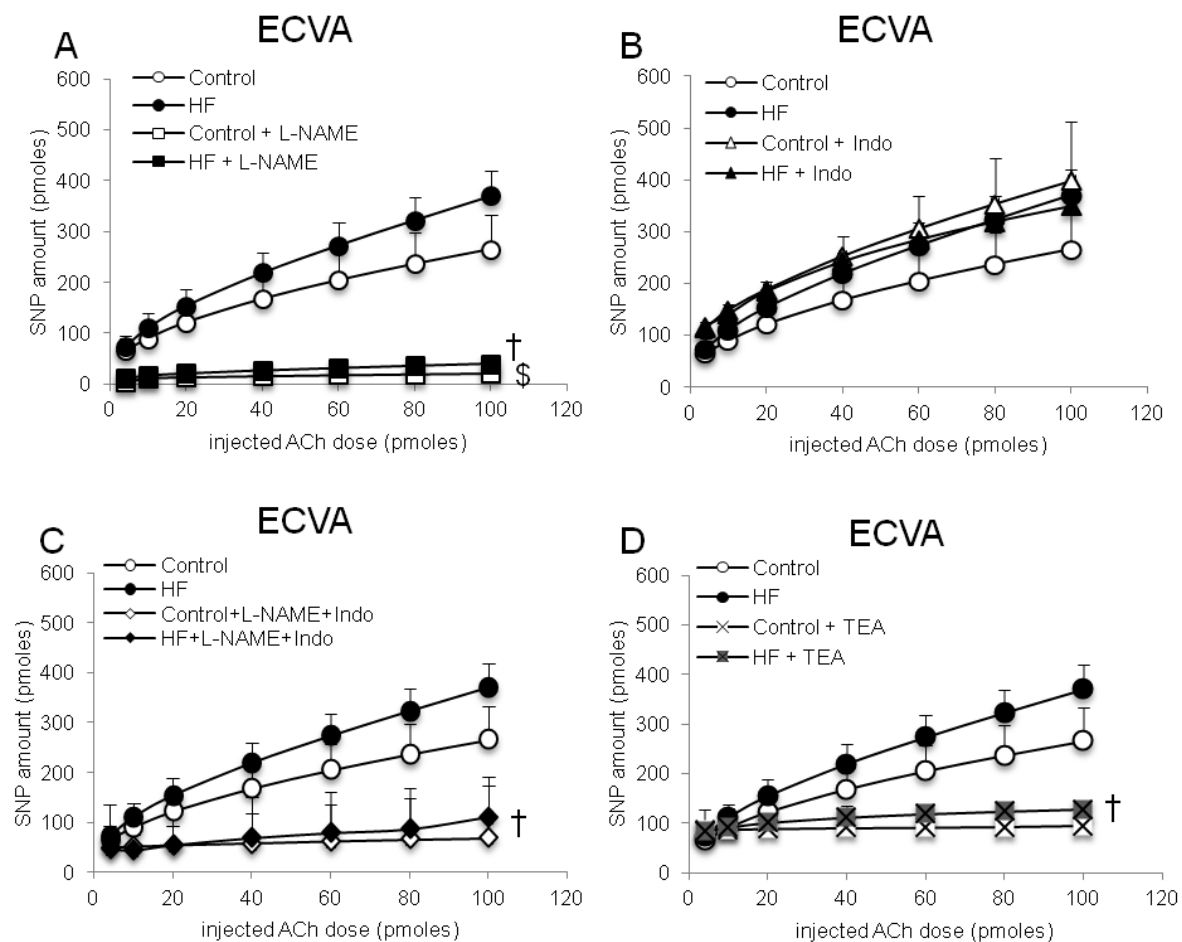 A
ECVA
Control
HF
Control + L-NAME
HF + L-NAME
SNP amount (pmoles)
600
500
400
300
200
100
0
†
$
0 20 40 60 80 100 120
injected ACh dose (pmoles)
B
ECVA
Control
HF
Control + Indo
HF + Indo
SNP amount (pmoles)
600
500
400
300
200
100
0
0 20 40 60 80 100 120
injected ACh dose (pmoles)
C
ECVA
Control
HF
Control+L-NAME+Indo
HF+L-NAME+Indo
SNP amount (pmoles)
600
500
400
300
200
100
0
†
0 20 40 60 80 100 120
injected ACh dose (pmoles)
D
ECVA
Control
HF
Control + TEA
HF + TEA
SNP amount (pmoles)
600
500
400
300
200
100
0
†
0 20 40 60 80 100 120
injected ACh dose (pmoles)